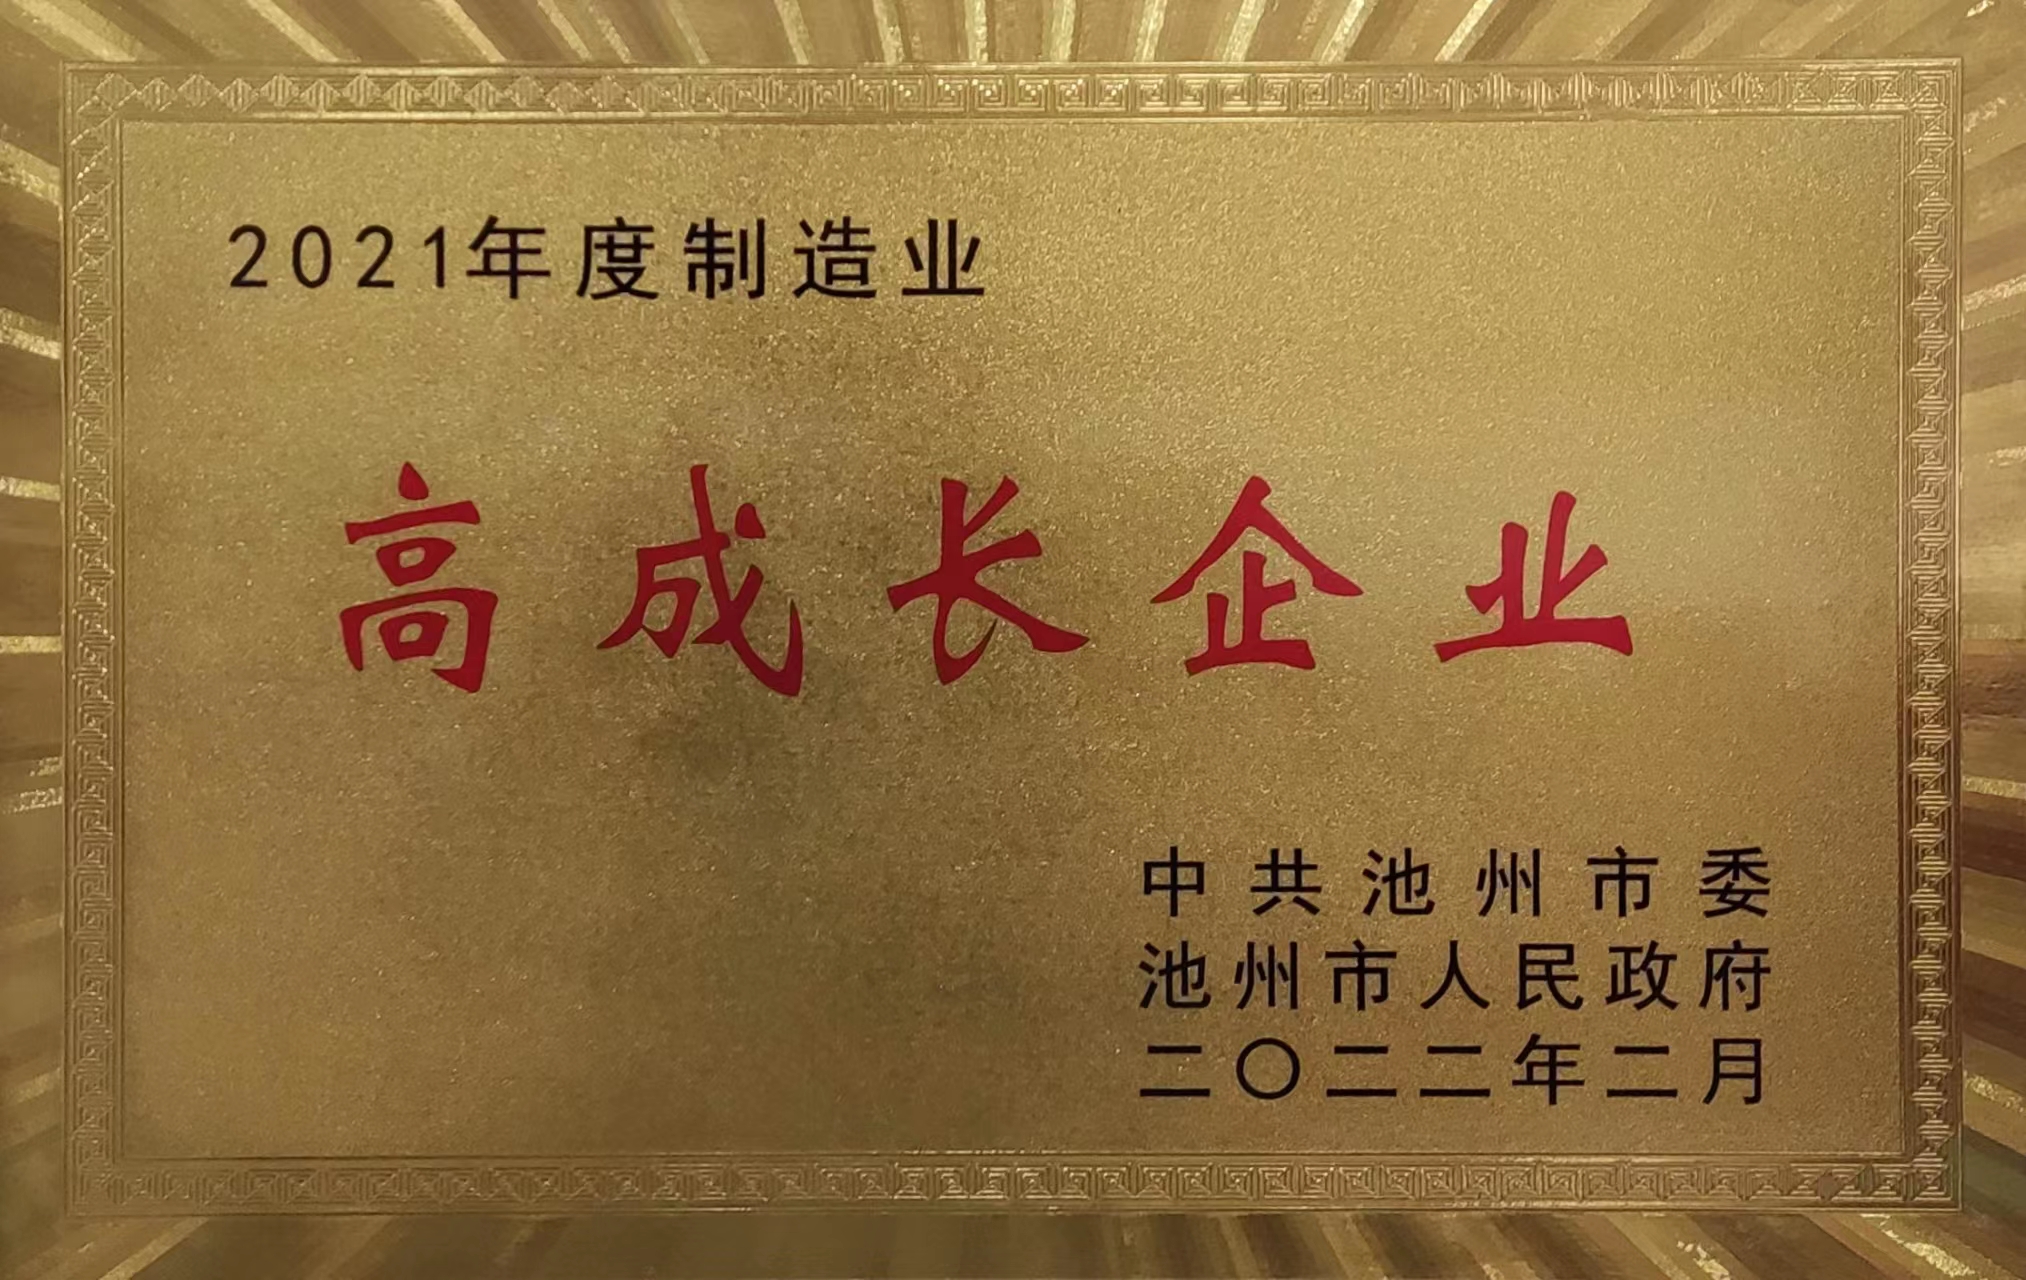 2021年度制造业
高成长企业
中共池州市委
池州市人民政府
二〇二二年二月